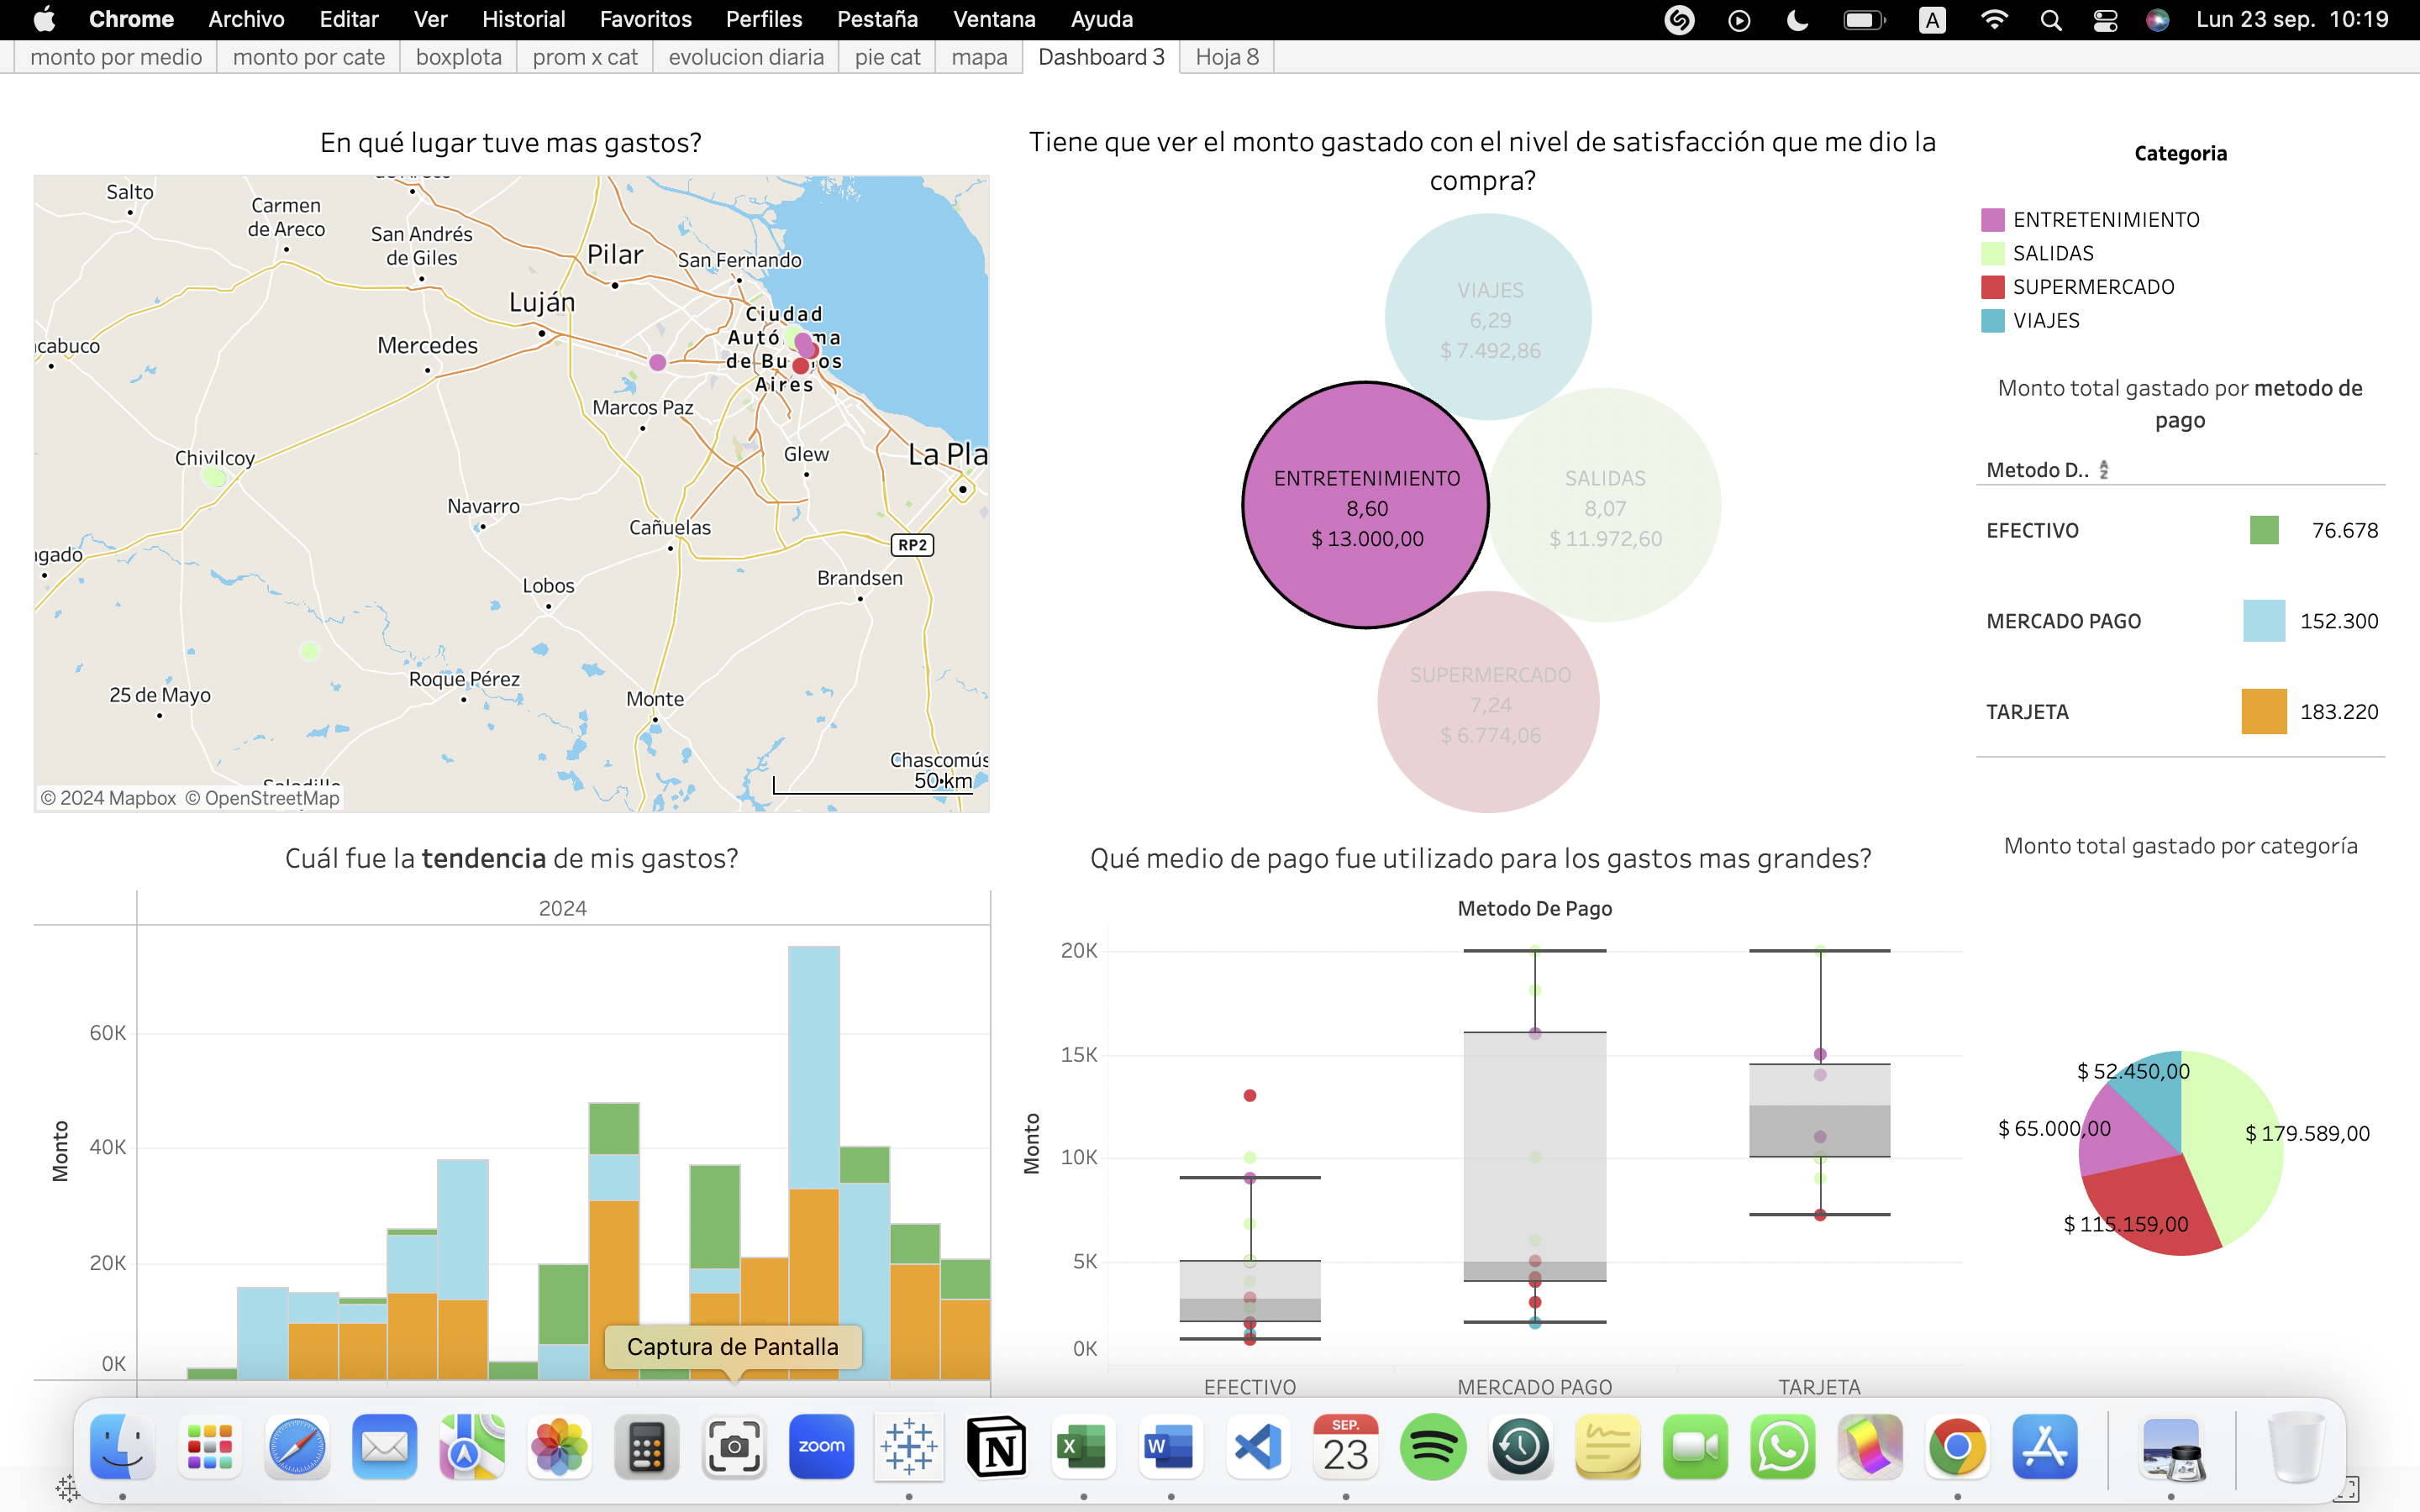 Chrome Archivo Editar Ver Historial Favoritos Perfiles Pestaña Ventana Ayuda A Lun 23 sep. 10:19
monto por medio monto por cate boxplota prom x cat evolucion diaria pie cat mapa Dashboard 3 Hoja 8
En qué lugar tuve mas gastos?
Salto
Carmen
de Areco
San Andrés
de Giles
Pilar
San Fernando
Luján
Ciudad
Mercedes
de Bu
os
Aires
Marcos Paz
Chivilcoy
Glew
La Pla
Navarro
Cañuelas
RP2
Lobos
Brandsen
Roque Pérez
25 de Mayo
Monte
Chascomús
50 km
© 2024 Mapbox © OpenStreetMap
Tiene que ver el monto gastado con el nivel de satisfacción que me dio la
compra?
VIAJES
6,29
$ 7.492,86
ENTRETENIMIENTO
8,60
$ 13.000,00
SALIDAS
8,07
$ 11.972,60
SUPERMERCADO
7,24
$ 6.774,06
Categoria
ENTRETENIMIENTO
SALIDAS
SUPERMERCADO
VIAJES
Monto total gastado por metodo de
pago
Metodo D..
EFECTIVO 76.678
MERCADO PAGO 152.300
TARJETA 183.220
Cuál fue la tendencia de mis gastos?
2024
Monto
60K
40K
20K
0K
Captura de Pantalla
Qué medio de pago fue utilizado para los gastos mas grandes?
Metodo De Pago
Monto
20K
15K
10K
5K
0K
EFECTIVO MERCADO PAGO TARJETA
Monto total gastado por categoría
$ 52.450,00
$ 65.000,00
$ 179.589,00
$ 115.159,00
zoom
N
X
W
SEP.
23